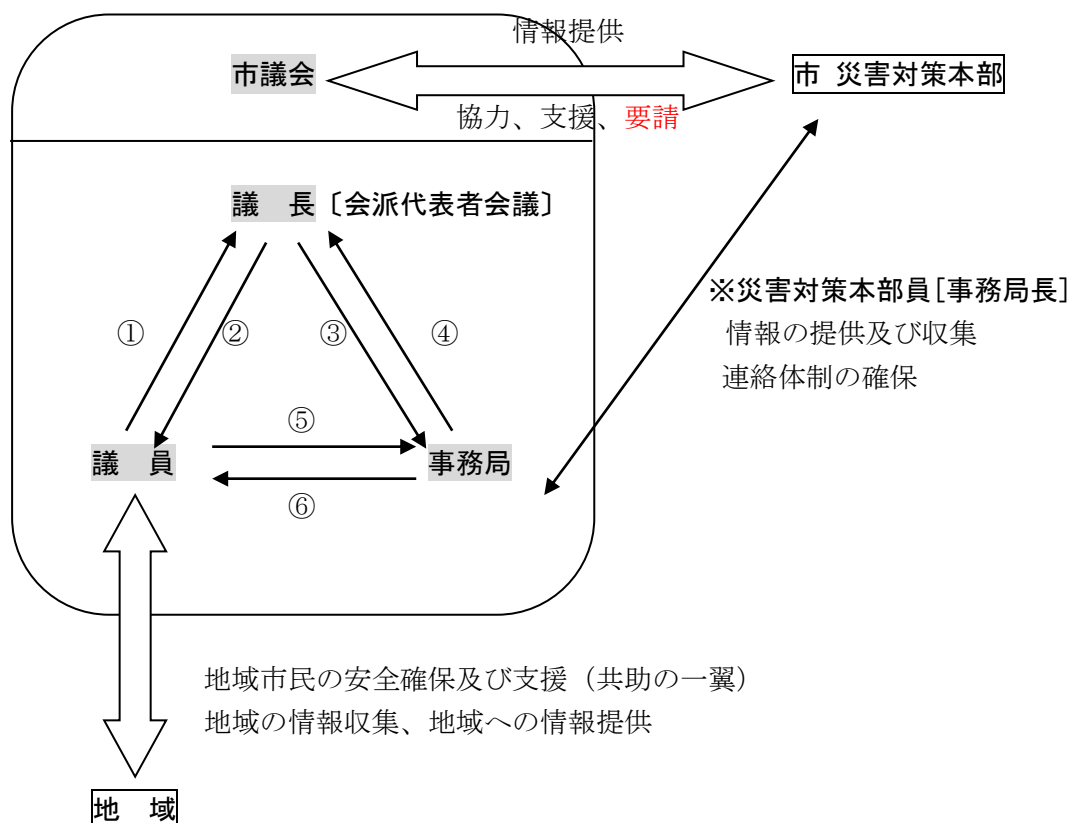 情報提供
市議会
市 災害対策本部
協力、支援、要請
議 長〔会派代表者会議〕
※災害対策本部員[事務局長]
情報の提供及び収集
連絡体制の確保
① ② ③ ④
⑤
議 員
事務局
⑥
地域市民の安全確保及び支援(共助の一翼)
地域の情報収集、地域への情報提供
地 域